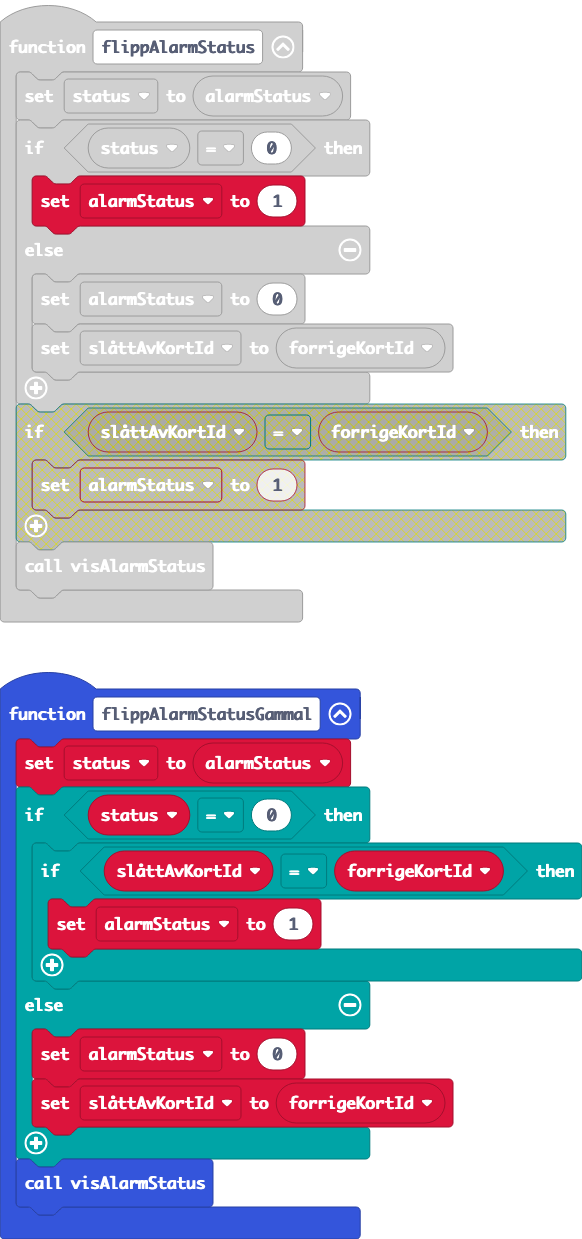 function flippAlarmStatus
set status to alarmStatus
if status = 0 then
set alarmStatus to 1
else
set alarmStatus to 0
set slåttAvKortId to forrigeKortId
if slåttAvKortId = forrigeKortId then
set alarmStatus to 1
call visAlarmStatus
function flippAlarmStatusGammal
set status to alarmStatus
if status = 0 then
if slåttAvKortId = forrigeKortId then
set alarmStatus to 1
else
set alarmStatus to 0
set slåttAvKortId to forrigeKortId
call visAlarmStatus